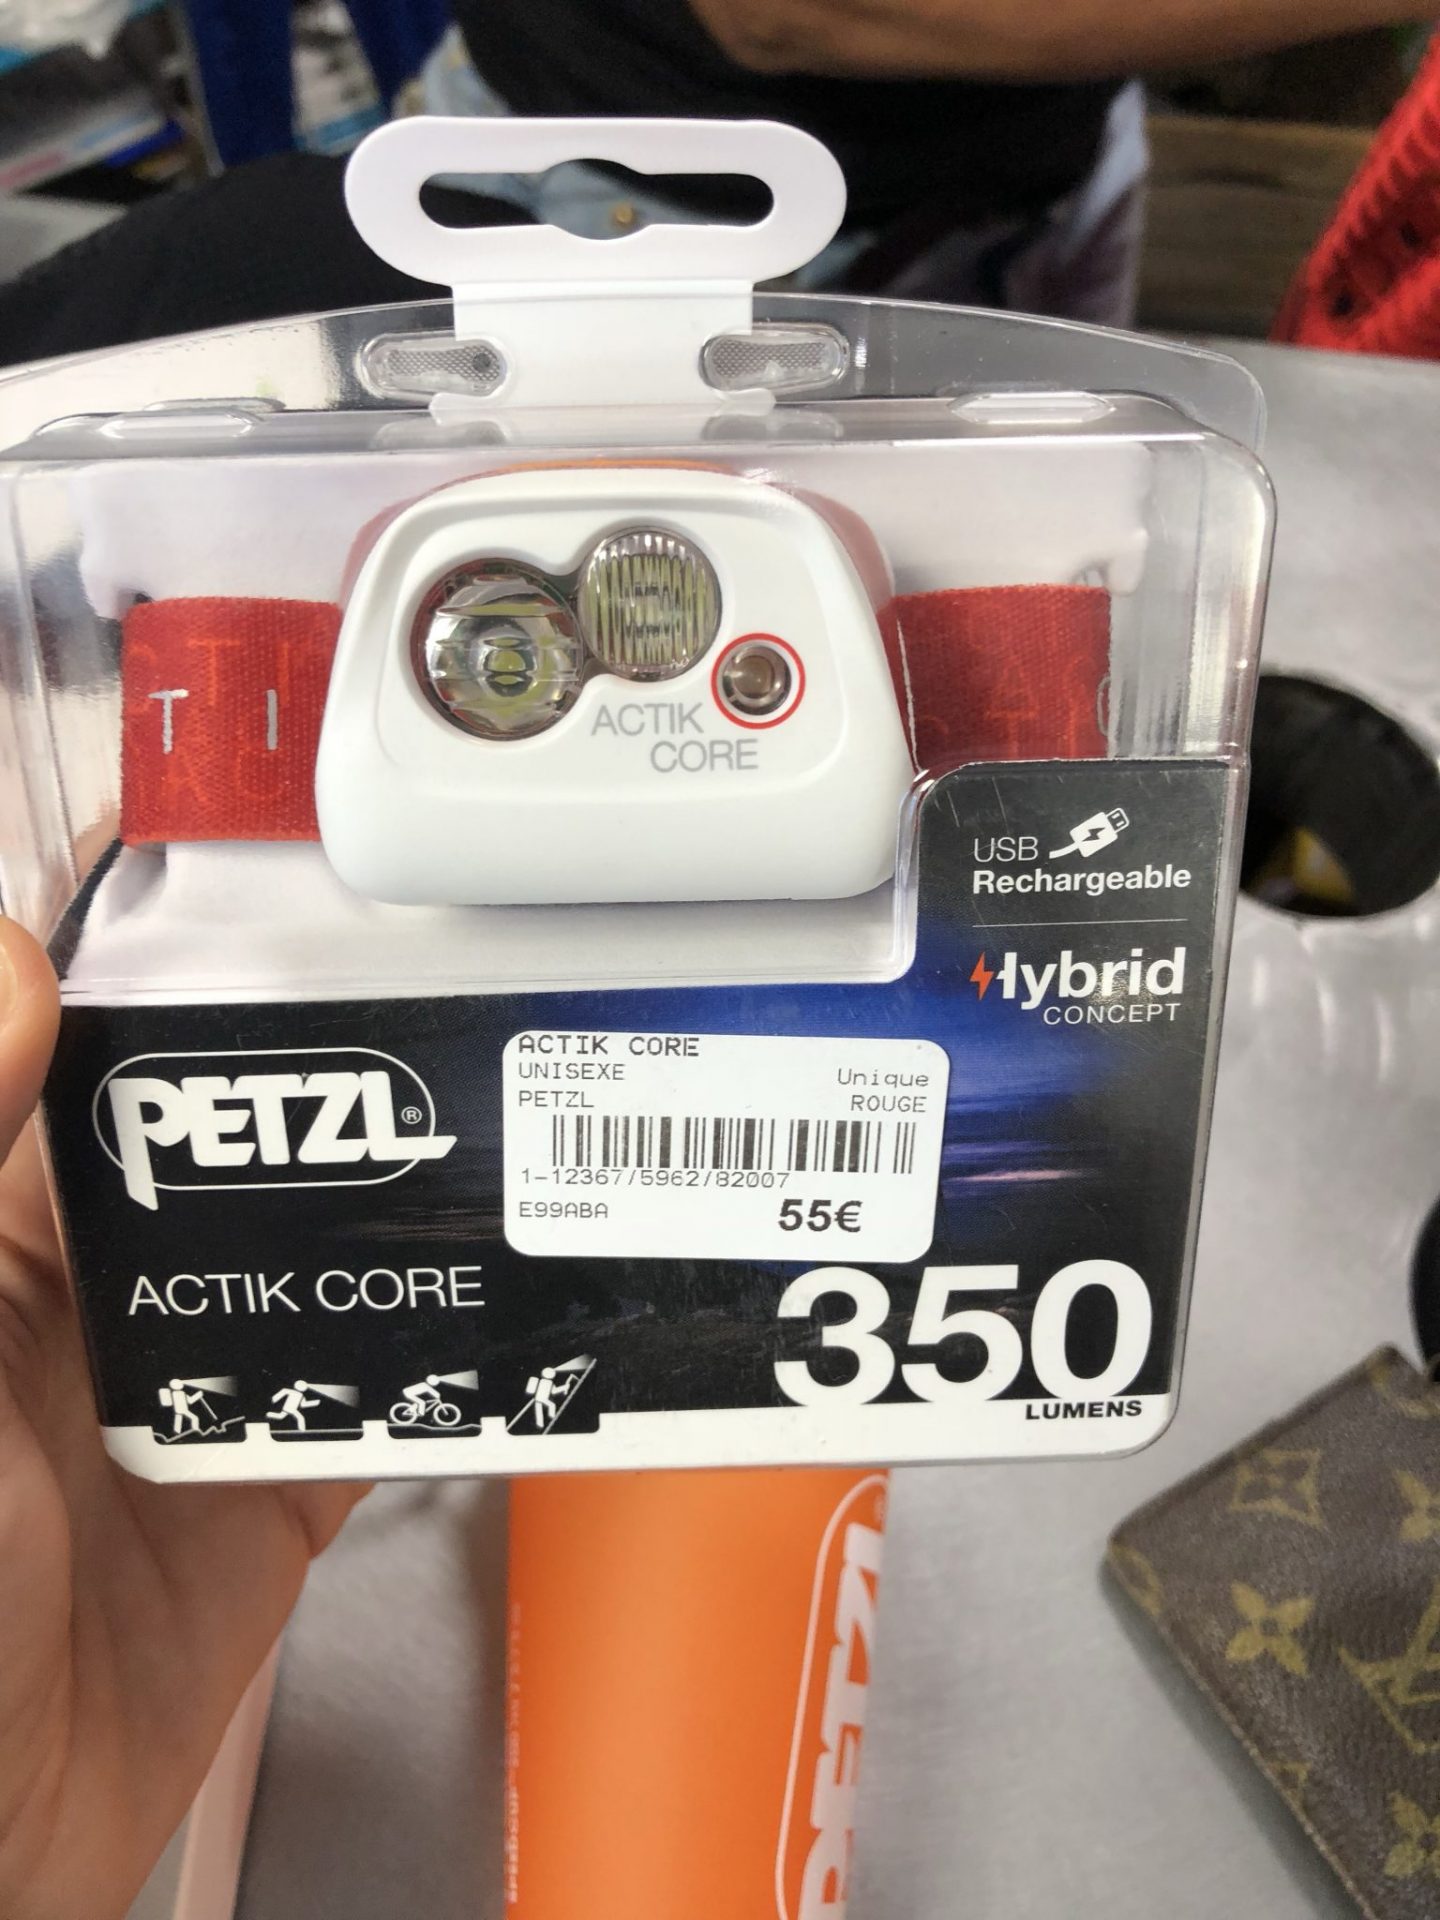 T I
ACTIK
CORE
USB
Rechargeable
Hybrid
CONCEPT
PETZL®
ACTIK CORE
UNISEXE Unique
PETZL ROUGE
1-12367/5962/82007
E99ABA 55€
ACTIK CORE
350
LUMENS
PETZL